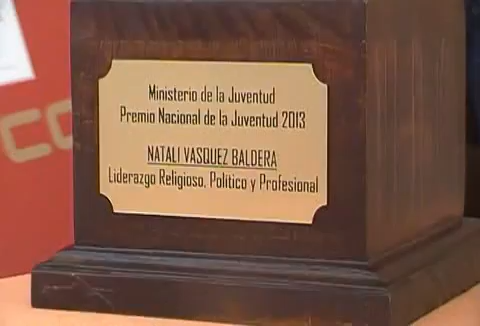 Ministerio de la Juventud
Premio Nacional de la Juventud 2013
NATALI VASQUEZ BALDERA
Liderazgo Religioso, Político y Profesional